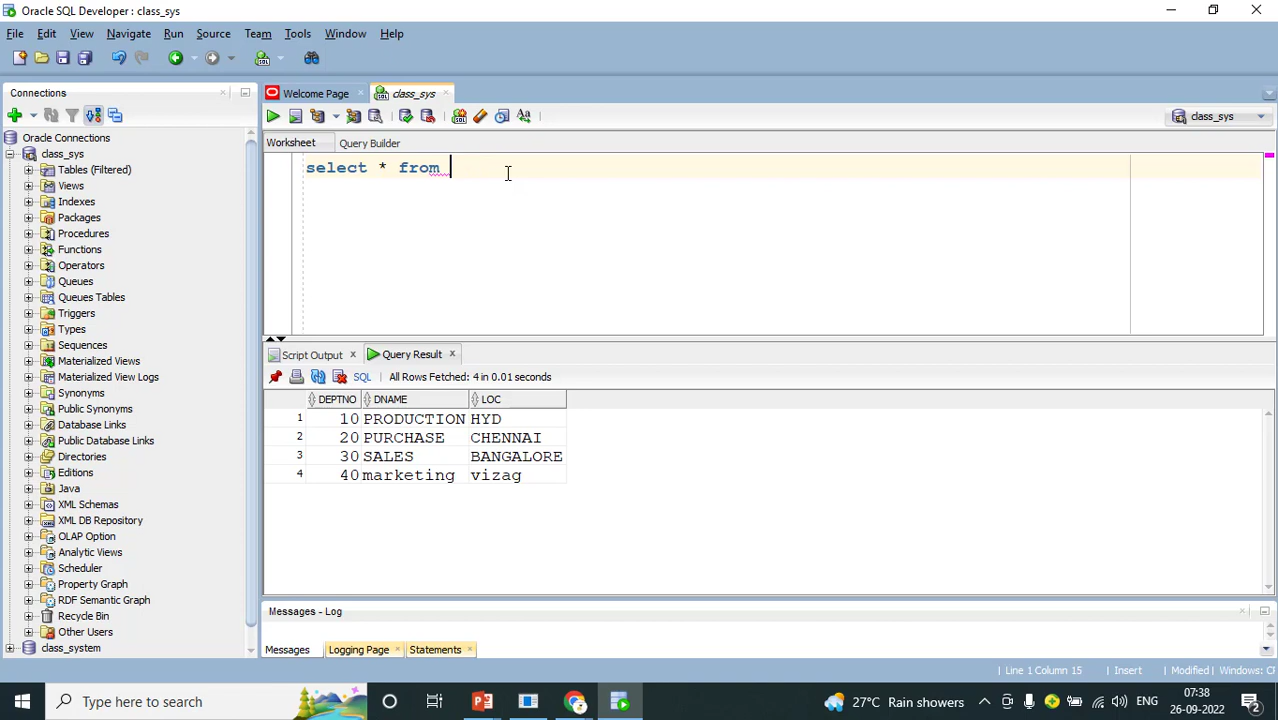 Oracle SQL Developer : class_sys
File Edit View Navigate Run Source Team Tools Window Help
Connections
Welcome Page
class_sys
class_sys
Worksheet
Query Builder
Oracle Connections
class_sys
Tables (Filtered)
Views
Indexes
Packages
Procedures
Functions
Operators
Queues
Queues Tables
Triggers
Types
Sequences
Materialized Views
Materialized View Logs
Synonyms
Public Synonyms
Database Links
Public Database Links
Directories
Editions
Java
XML Schemas
XML DB Repository
OLAP Option
Analytic Views
Scheduler
Property Graph
RDF Semantic Graph
Recycle Bin
Other Users
class_system
select * from
Script Output
Query Result
SQL
All Rows Fetched: 4 in 0.01 seconds
DEPTNO DNAME LOC
1 10 PRODUCTION HYD
2 20 PURCHASE CHENNAI
3 30 SALES BANGALORE
4 40 marketing vizag
Messages - Log
Messages
Logging Page
Statements
Line 1 Column 15
Insert
Modified
Windows: CF
Type here to search
27°C Rain showers
ENG
07:38
26-09-2022
2